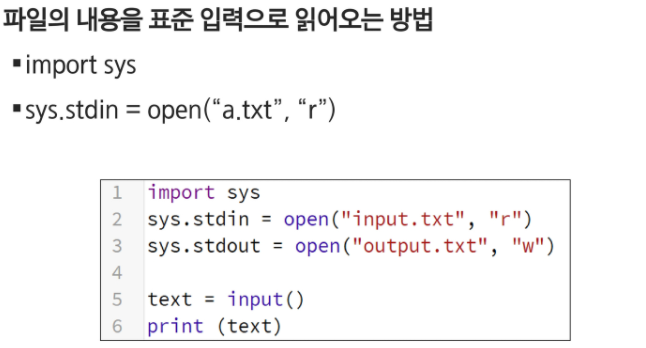 파일의 내용을 표준 입력으로 읽어오는 방법
▪import sys
▪sys.stdin = open(“a.txt”, “r”)
1 import sys
2 sys.stdin = open("input.txt", "r")
3 sys.stdout = open("output.txt", "w")
4
5 text = input()
6 print (text)